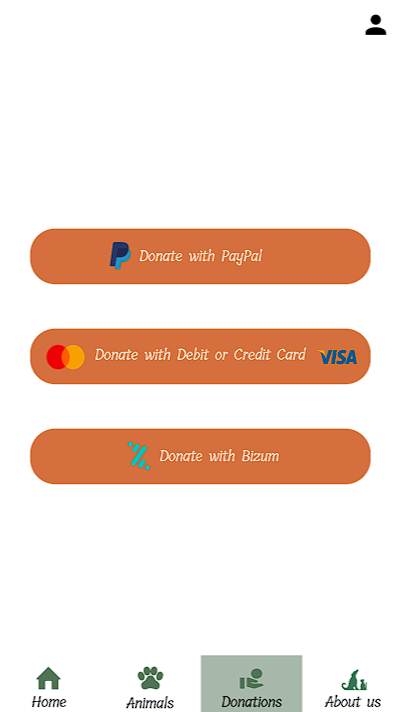 Donate with PayPal
Donate with Debit or Credit Card VISA
Donate with Bizum
Home Animals Donations About us